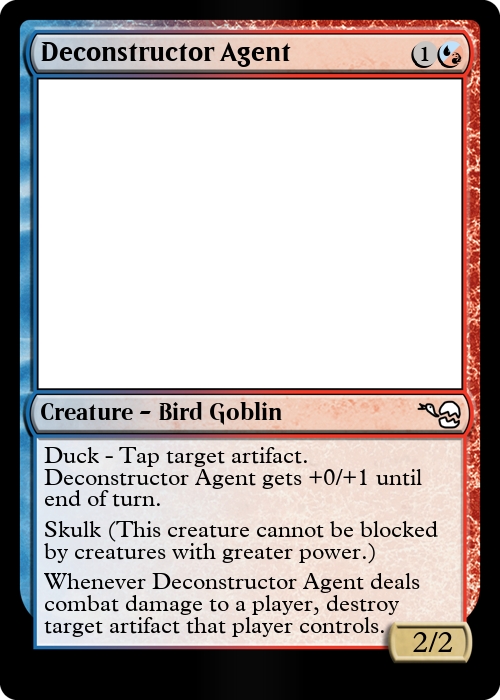 Deconstructor Agent 1
Creature – Bird Goblin
Duck - Tap target artifact.
Deconstructor Agent gets +0/+1 until
end of turn.
Skulk (This creature cannot be blocked
by creatures with greater power.)
Whenever Deconstructor Agent deals
combat damage to a player, destroy
target artifact that player controls.
2/2